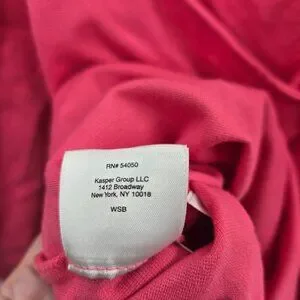 RN# 54050
Kasper Group LLC
1412 Broadway
New York, NY 10018
WSB